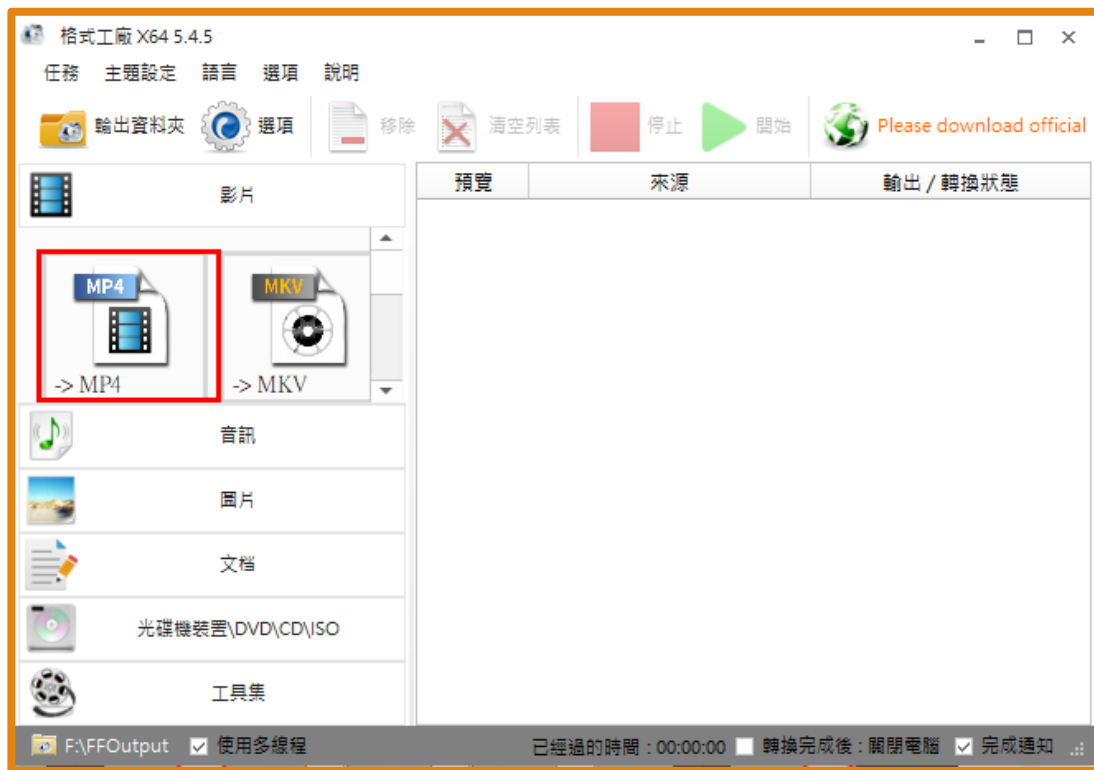 格式工廠 X64 5.4.5
任務 主題設定 語言 選項 說明
輸出資料夾 選項 移除 清空列表 停止 開始 Please download official
影片
預覽 來源 輸出 / 轉換狀態
MP4 MKV
-> MP4 -> MKV
音訊
圖片
文檔
光碟機裝置\DVD\CD\ISO
工具集
F:\FFOutput 使用多線程 已經過的時間 : 00:00:00 轉換完成後 : 關閉電腦 完成通知